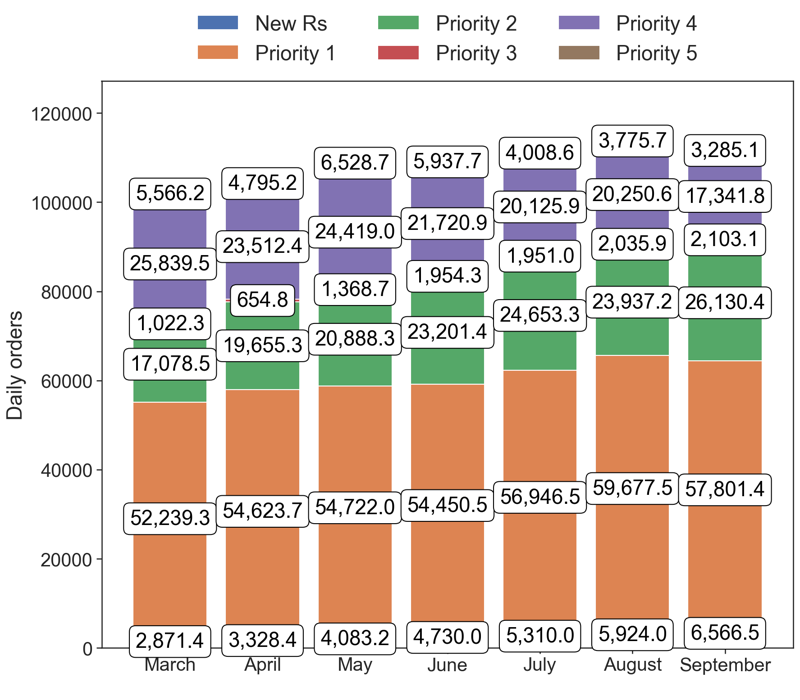 New Rs Priority 2 Priority 4
Priority 1 Priority 3 Priority 5
Daily orders
120000
100000
80000
60000
40000
20000
0
5,566.2 4,795.2 6,528.7 5,937.7 4,008.6 3,775.7 3,285.1
25,839.5 23,512.4 24,419.0 21,720.9 20,125.9 20,250.6 17,341.8
1,022.3 654.8 1,368.7 1,954.3 1,951.0 2,035.9 2,103.1
17,078.5 19,655.3 20,888.3 23,201.4 24,653.3 23,937.2 26,130.4
52,239.3 54,623.7 54,722.0 54,450.5 56,946.5 59,677.5 57,801.4
2,871.4 3,328.4 4,083.2 4,730.0 5,310.0 5,924.0 6,566.5
March April May June July August September